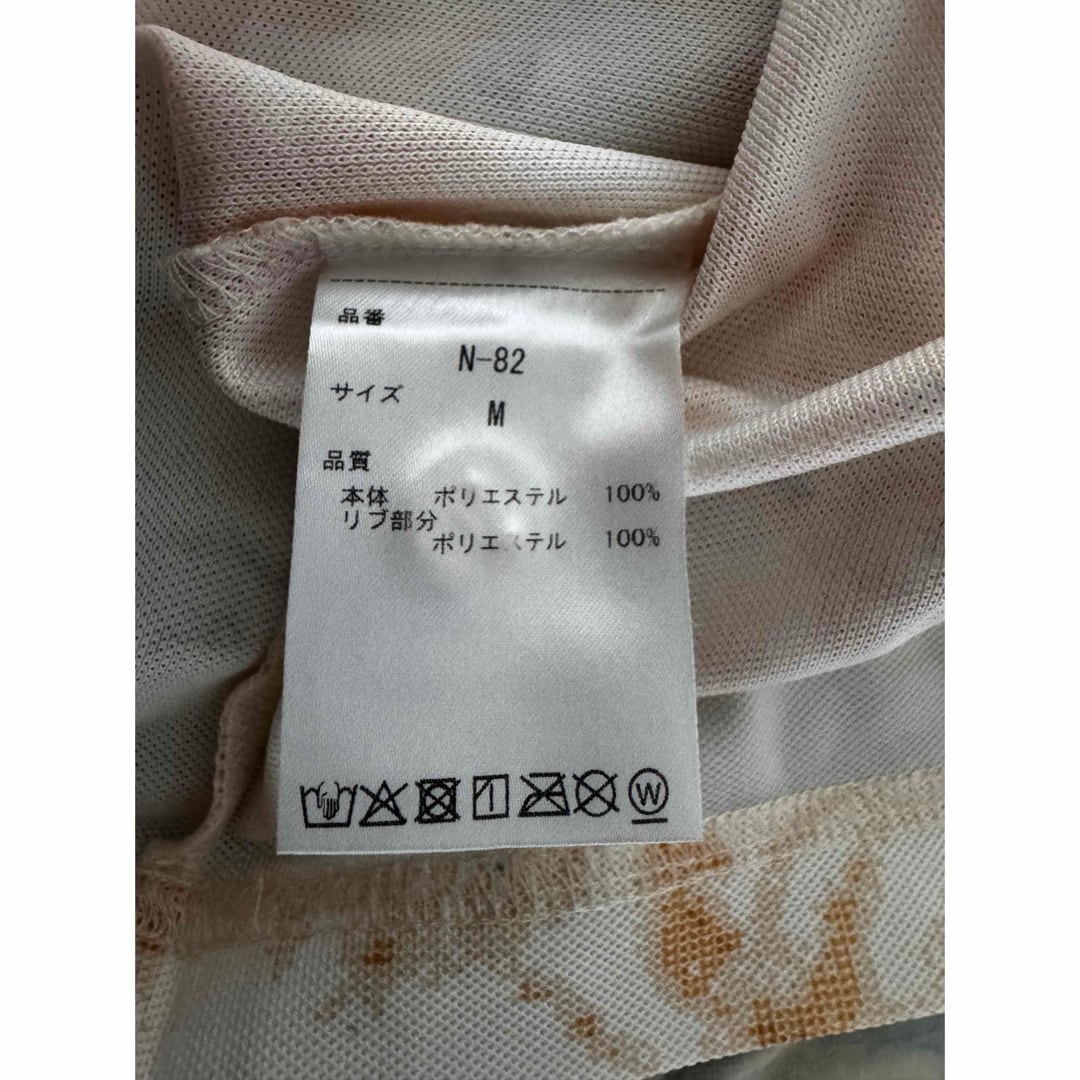 品番
N-82
サイズ
M
品質
本体 ポリエステル 100%
リブ部分
ポリエステル 100%
W